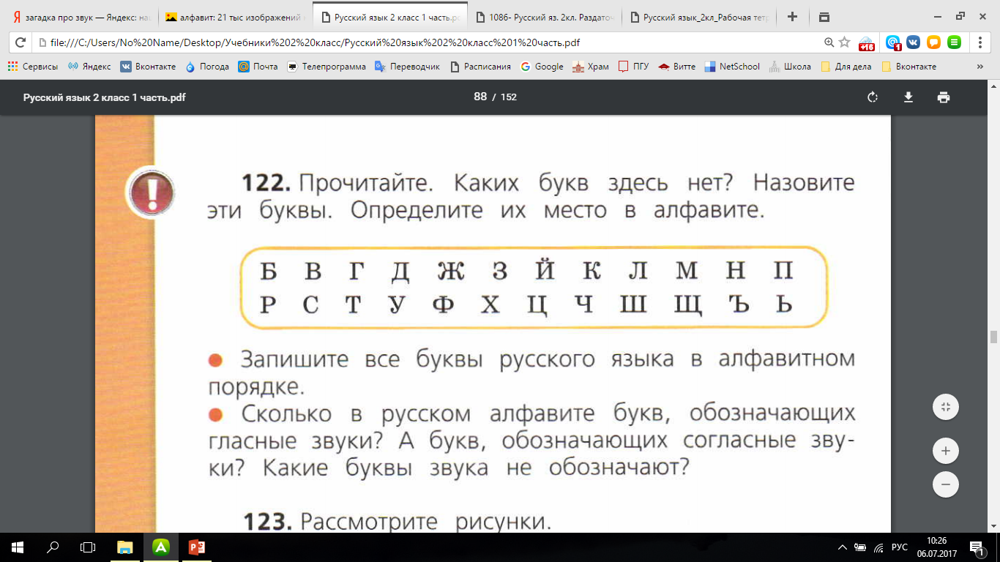 загадка про звук — Яндекс: на
алфавит: 21 тыс изображений
Русский язык 2 класс 1 часть.p
1086- Русский яз. 2кл. Раздаточ
Русский язык_2кл_Рабочая тетр
file:///C:/Users/No%20Name/Desktop/Учебники%202%20класс/Русский%20язык%202%20класс%201%20часть.pdf
+16
1
Сервисы Яндекс Вконтакте Погода Почта Телепрограмма Переводчик Расписания Google Храм ПГУ Витте NetSchool Школа Для дела Вконтакте »
Русский язык 2 класс 1 часть.pdf 88 / 152
122. Прочитайте. Каких букв здесь нет? Назовите
эти буквы. Определите их место в алфавите.
Б В Г Д Ж З Й К Л М Н П
Р С Т У Ф Х Ц Ч Ш Щ Ъ Ь
Запишите все буквы русского языка в алфавитном
порядке.
Сколько в русском алфавите букв, обозначающих
гласные звуки? А букв, обозначающих согласные зву-
ки? Какие буквы звука не обозначают?
123. Рассмотрите рисунки.
РУС
10:26
06.07.2017
1